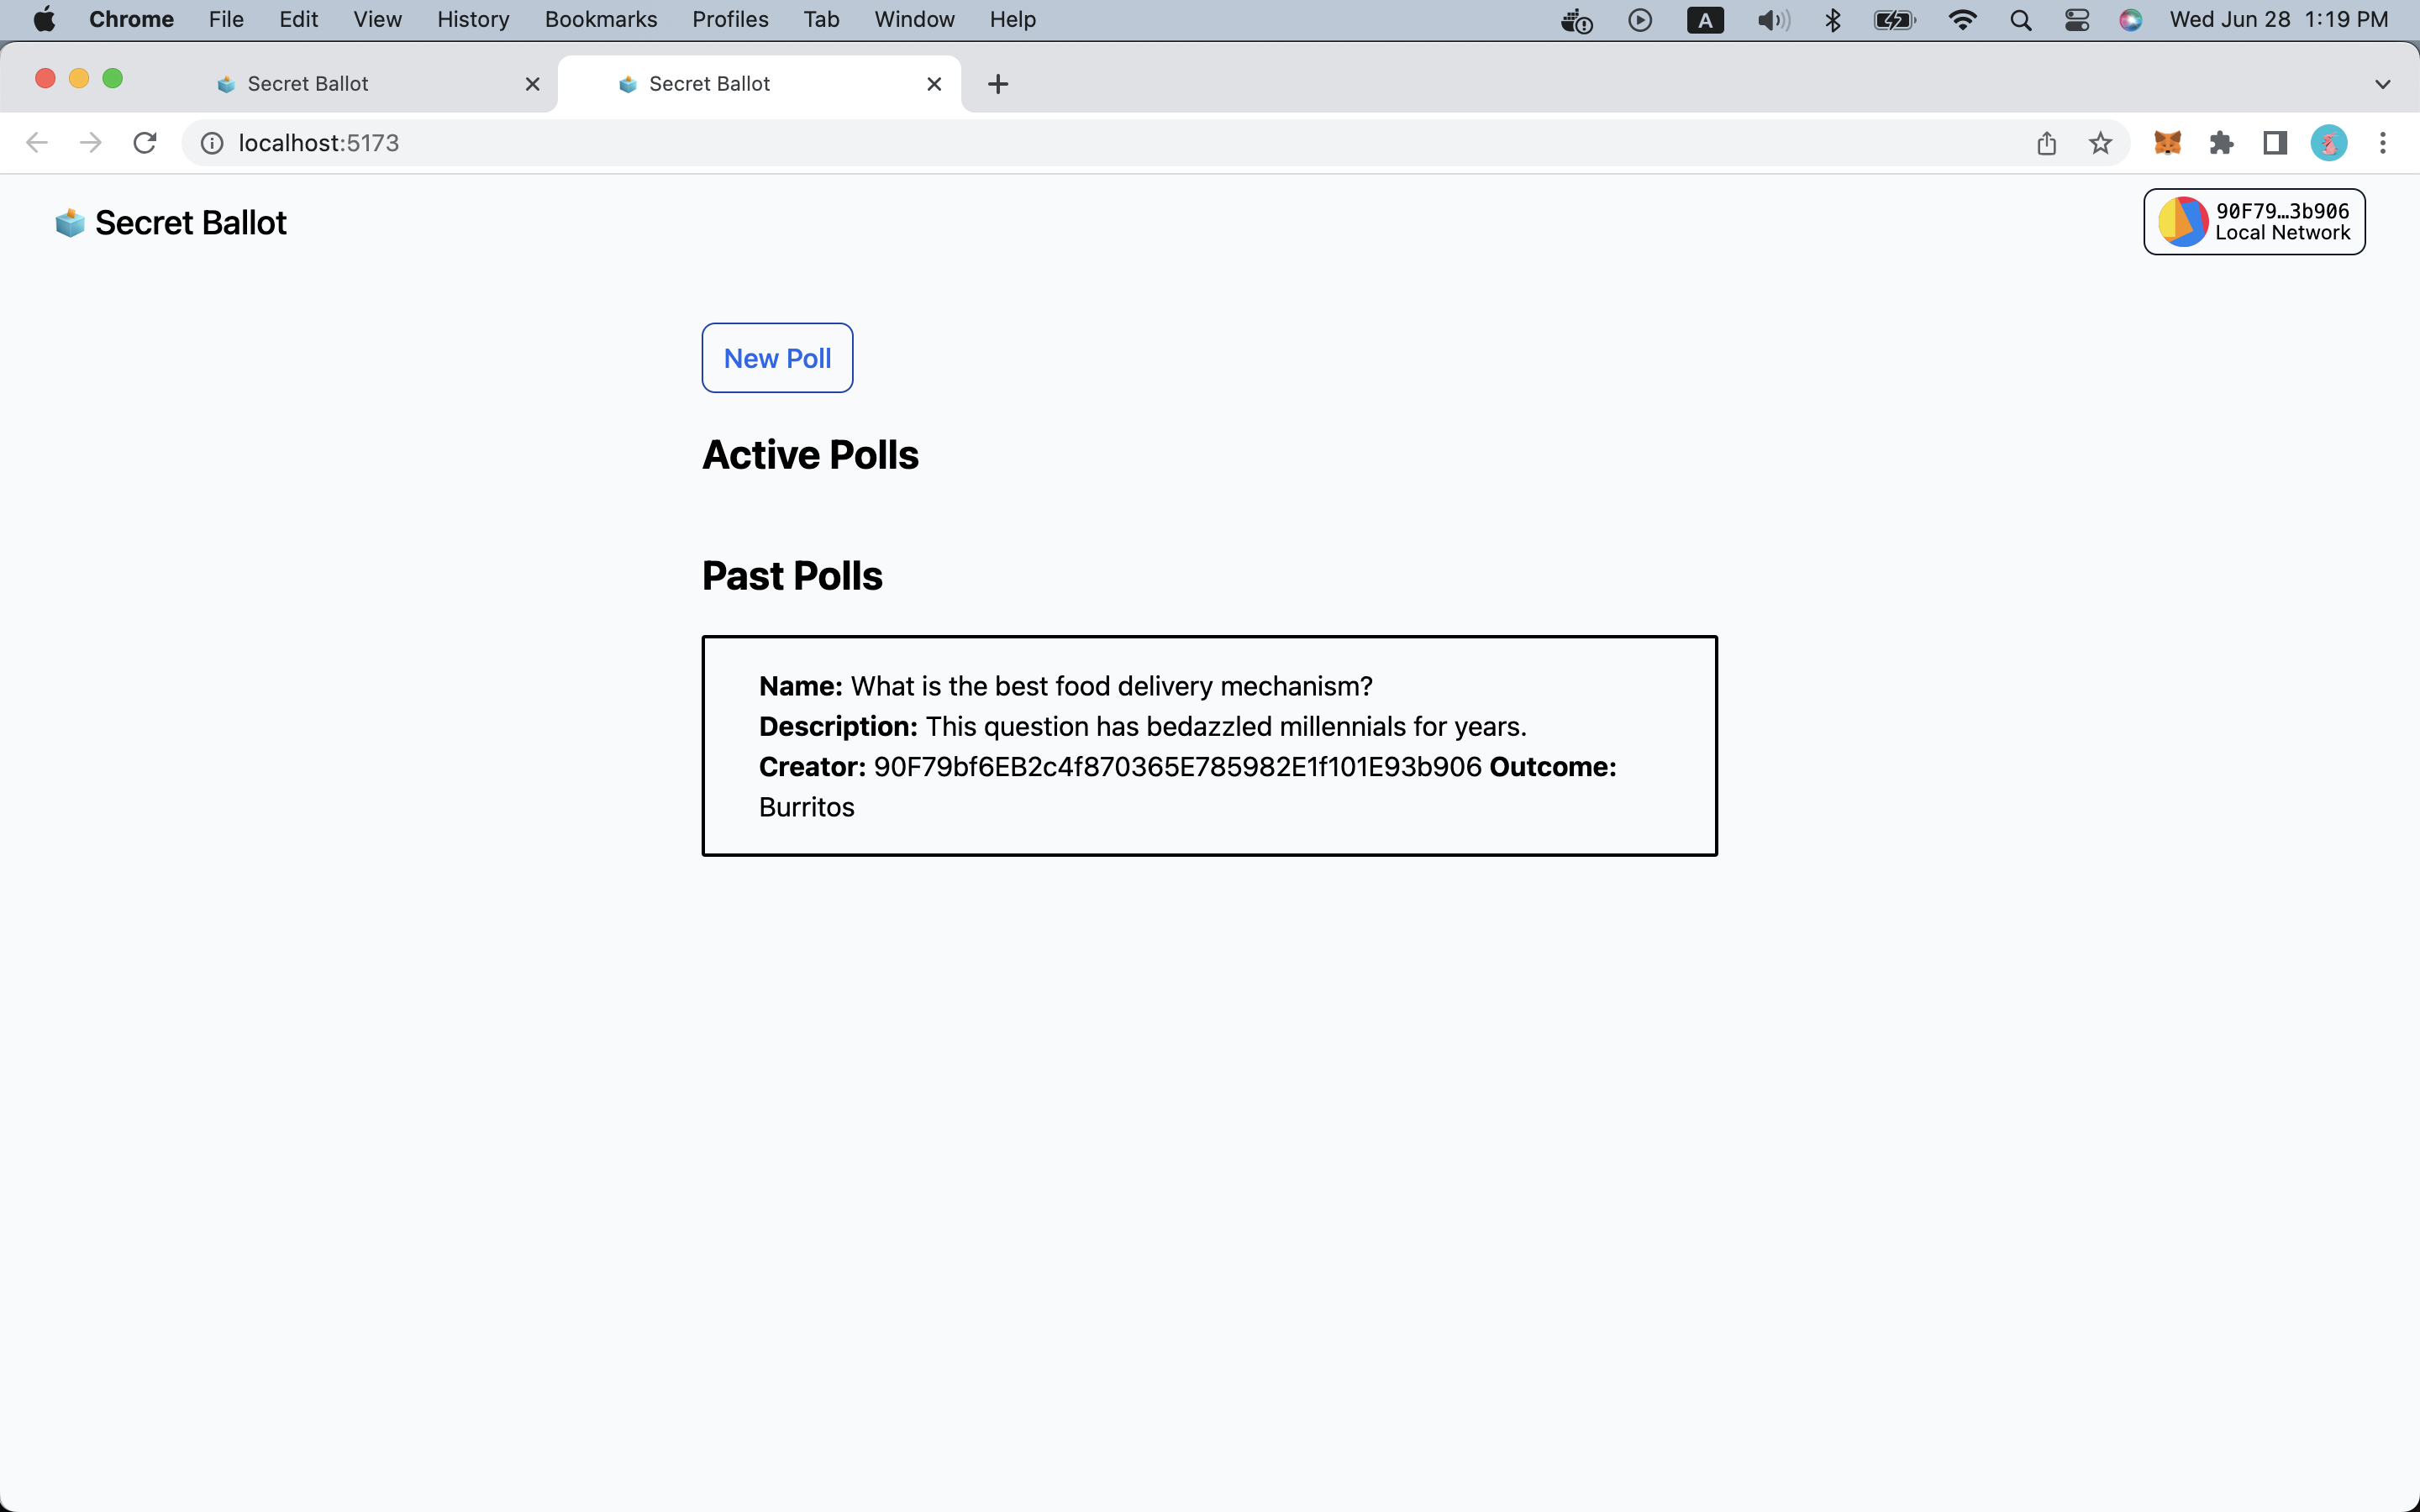 Chrome File Edit View History Bookmarks Profiles Tab Window Help A Wed Jun 28 1:19 PM
Secret Ballot Secret Ballot
localhost:5173
Secret Ballot
90F79…3b906
Local Network
New Poll
Active Polls
Past Polls
Name: What is the best food delivery mechanism?
Description: This question has bedazzled millennials for years.
Creator: 90F79bf6EB2c4f870365E785982E1f101E93b906 Outcome:
Burritos